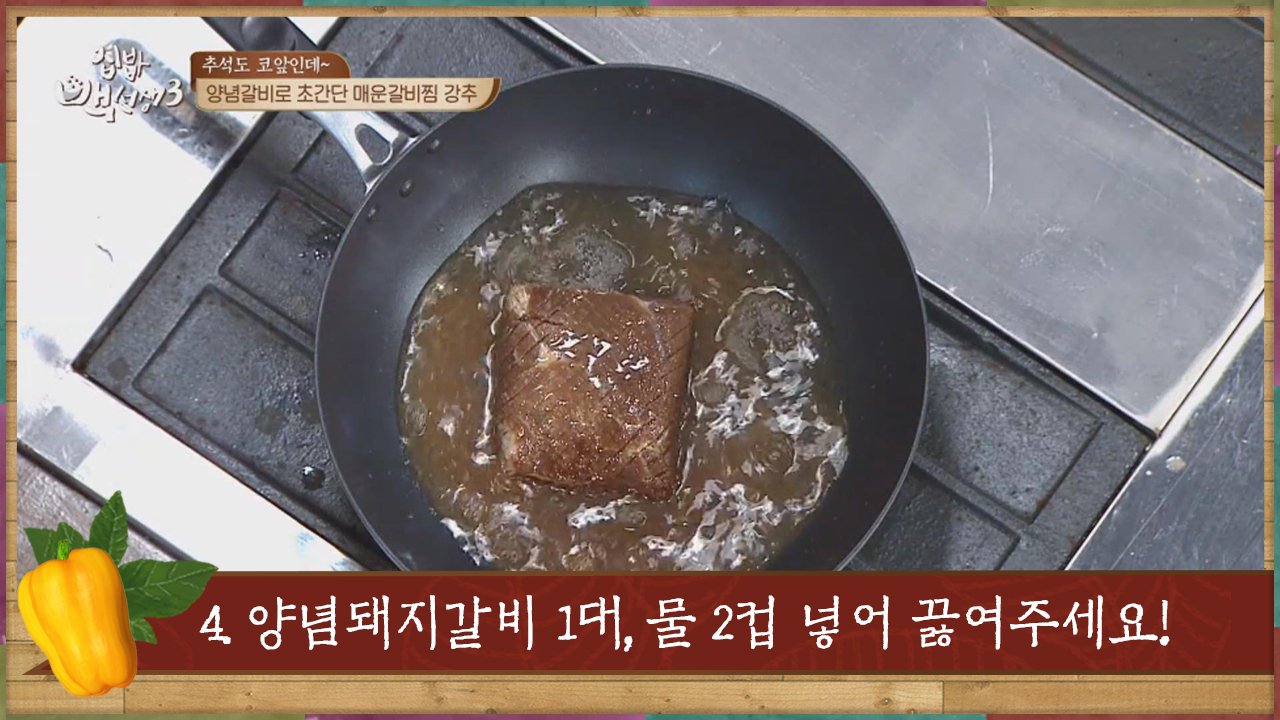 집밥
백선생3
추석도 코앞인데~
양념갈비로 초간단 매운갈비찜 강추
4. 양념돼지갈비 1대, 물 2컵 넣어 끓여주세요!